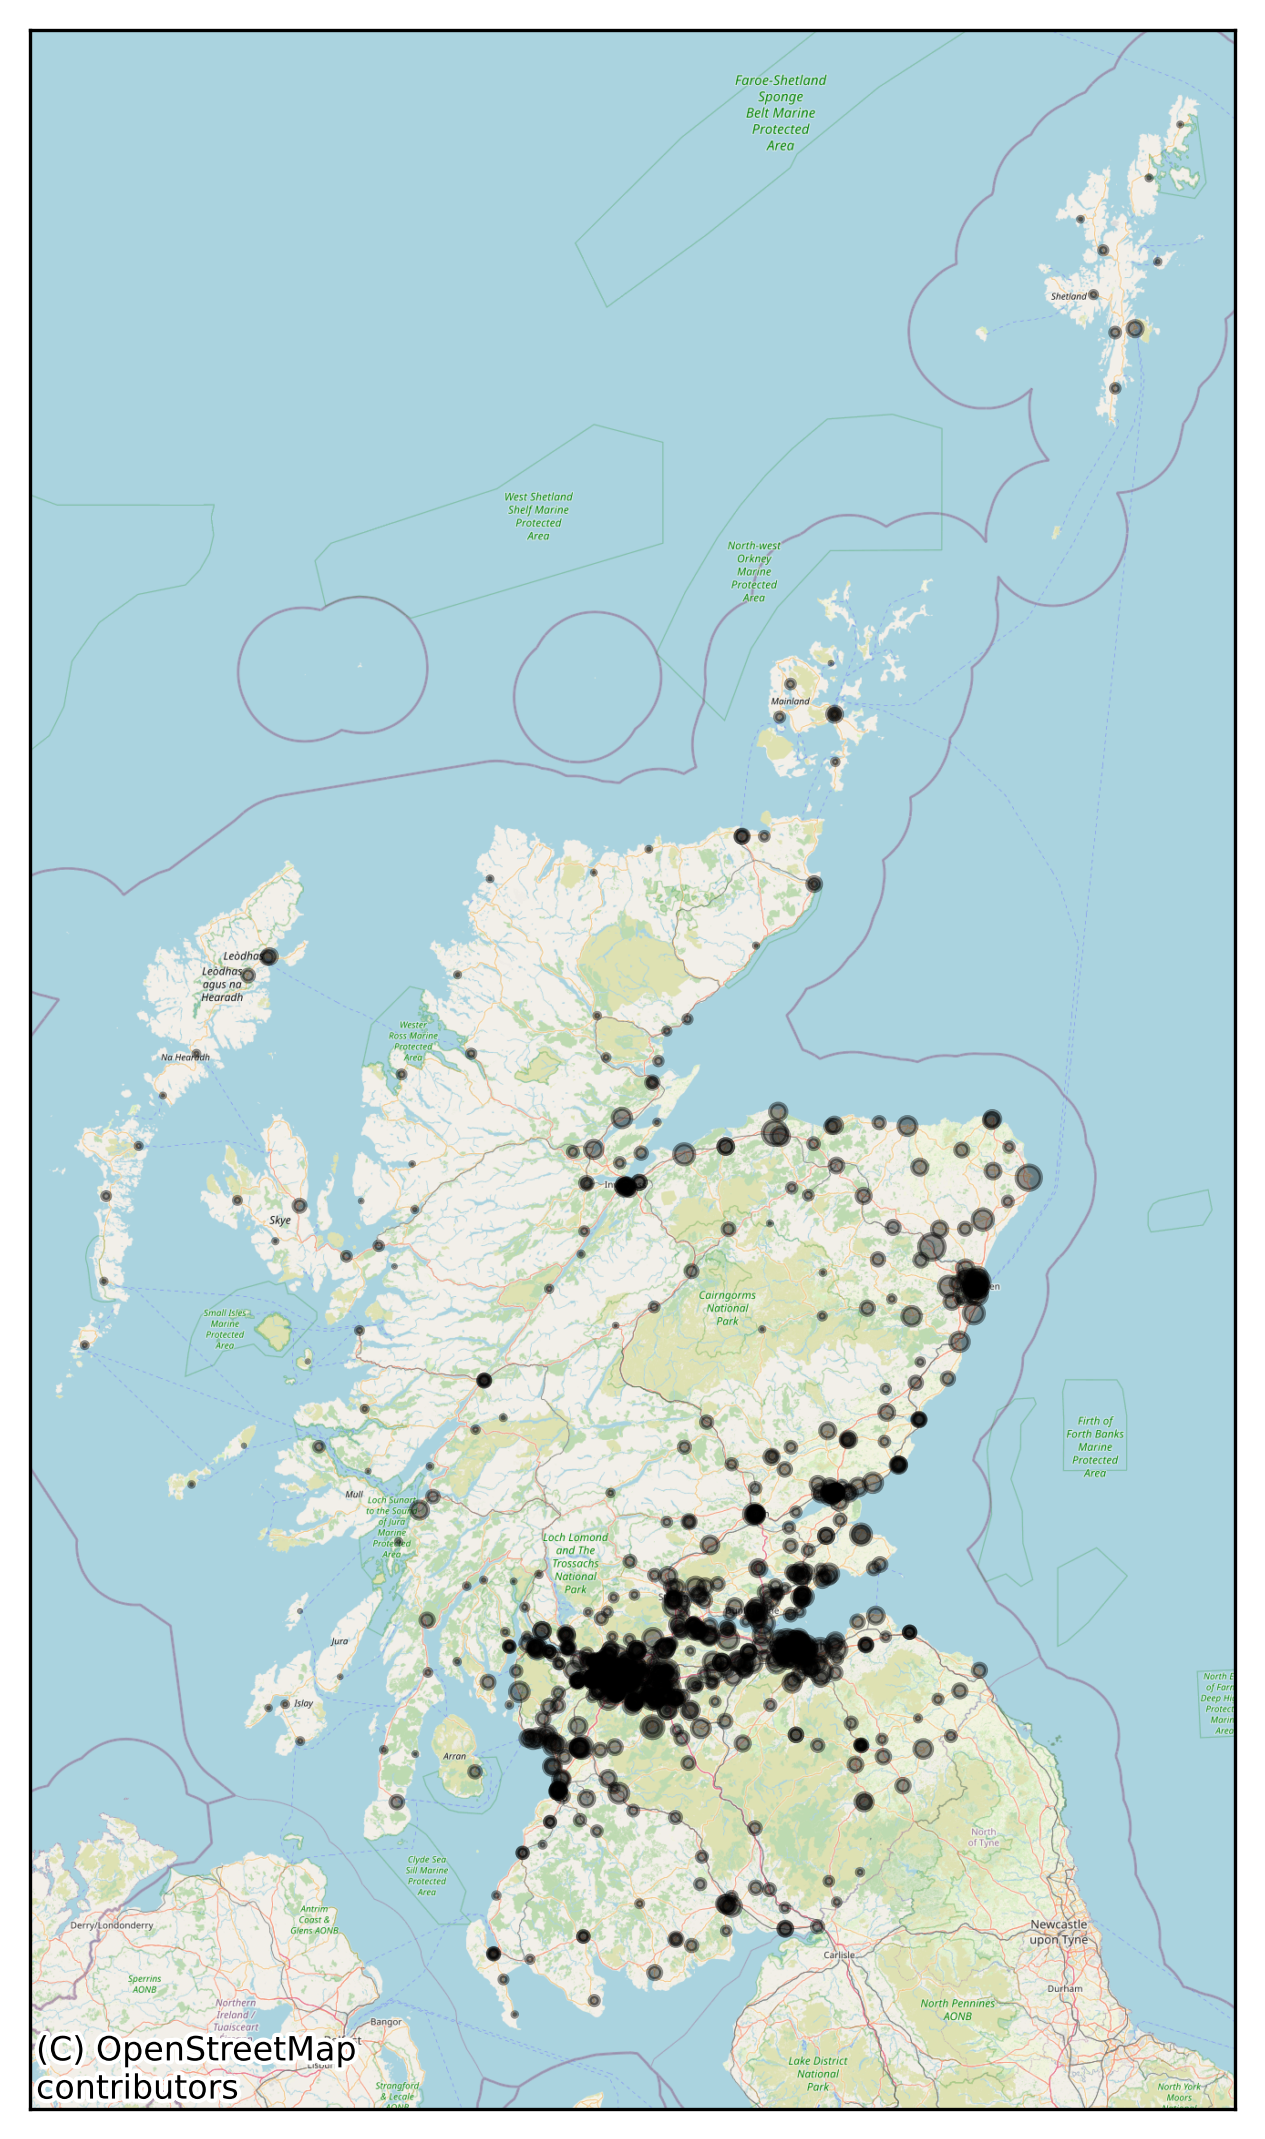 Faroe-Shetland
Sponge
Belt Marine
Protected
Area
Shetland
West Shetland
Shelf Marine
Protected
Area
North-west
Orkney
Marine
Protected
Area
Mainland
Leòdhas
Leòdhas
agus na
Hearadh
Wester
Ross Marine
Protected
Area
Na Hearadh
Skye
Cairngorms
National
Park
Small Isles
Marine
Protected
Area
Firth of
Forth Banks
Marine
Protected
Area
Mull
Loch Sunart
to the Sound
of Jura
Marine
Protected
Area
Loch Lomond
and The
Trossachs
National
Park
Jura
Islay
Arran
Clyde Sea
Sill Marine
Protected
Area
North
of Tyne
Derry/Londonderry
Antrim
Coast &
Glens AONB
Newcastle
upon Tyne
Carlisle
Durham
Sperrins
AONB
Northern
Ireland /
Tuaisceart
North Pennines
AONB
Bangor
Lake District
National
Park
Strangford
& Lecale
AONB
North York
Moors
(C) OpenStreetMap
contributors